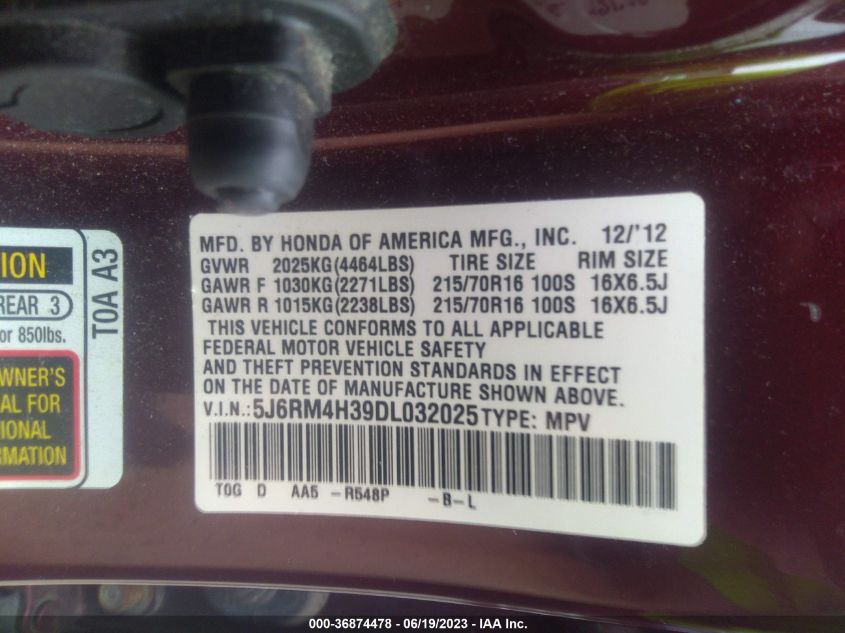 MFD. BY HONDA OF AMERICA MFG., INC. 12/'12
GVWR 2025KG(4464LBS) TIRE SIZE RIM SIZE
GAWR F 1030KG(2271LBS) 215/70R16 100S 16X6.5J
GAWR R 1015KG(2238LBS) 215/70R16 100S 16X6.5J
THIS VEHICLE CONFORMS TO ALL APPLICABLE
FEDERAL MOTOR VEHICLE SAFETY
AND THEFT PREVENTION STANDARDS IN EFFECT
ON THE DATE OF MANUFACTURE SHOWN ABOVE.
V.I.N.: 5J6RM4H39DL032025 TYPE: MPV
TOG D AA5 -R548P -B-L
TOA A3
ION
REAR 3
or 850lbs.
WNER'S
AL FOR
IONAL
RMATION
000-36874478 - 06/19/2023 - IAA Inc.